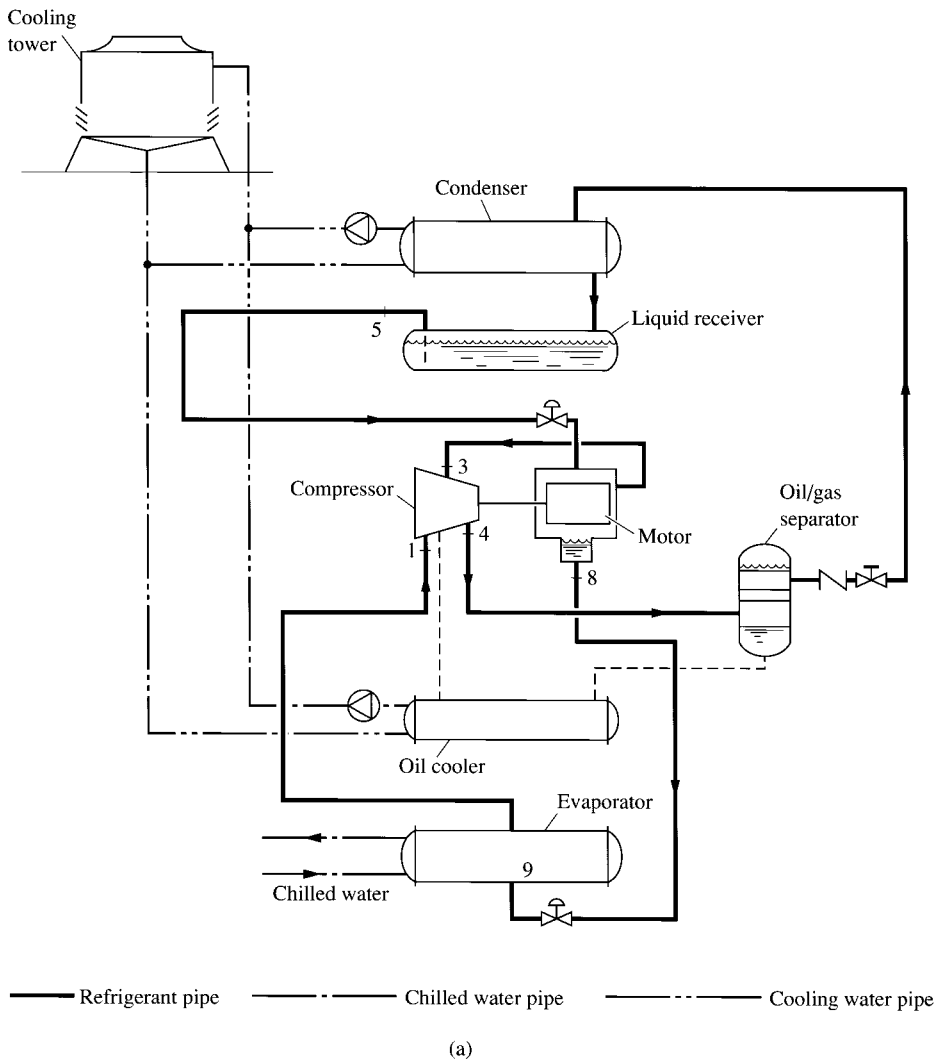 Cooling
tower
Condenser
5
Liquid receiver
3
Compressor
Oil/gas
separator
1
4
Motor
8
Oil cooler
Evaporator
9
Chilled water
Refrigerant pipe
Chilled water pipe
Cooling water pipe
(a)